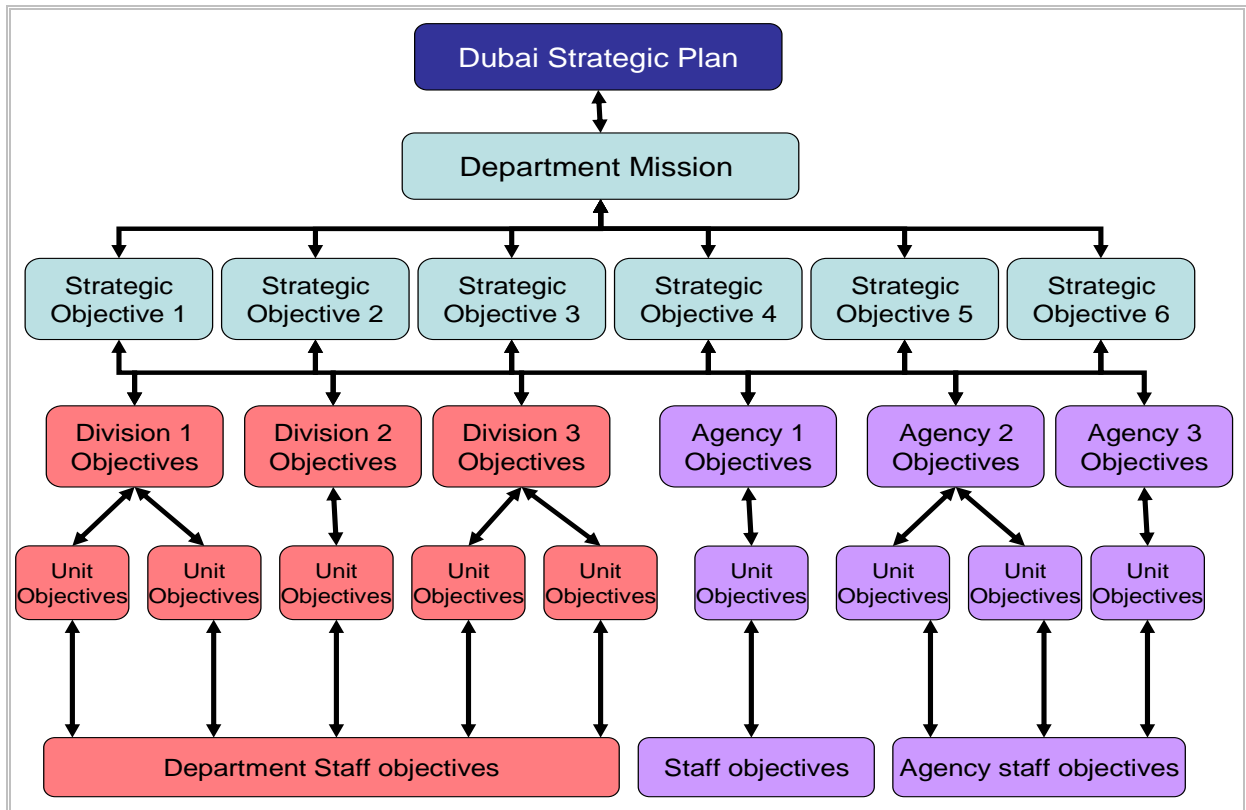 Dubai Strategic Plan
Department Mission
Strategic
Objective 1
Strategic
Objective 2
Strategic
Objective 3
Strategic
Objective 4
Strategic
Objective 5
Strategic
Objective 6
Division 1
Objectives
Division 2
Objectives
Division 3
Objectives
Agency 1
Objectives
Agency 2
Objectives
Agency 3
Objectives
Unit
Objectives
Unit
Objectives
Unit
Objectives
Unit
Objectives
Unit
Objectives
Unit
Objectives
Unit
Objectives
Unit
Objectives
Unit
Objectives
Department Staff objectives
Staff objectives
Agency staff objectives